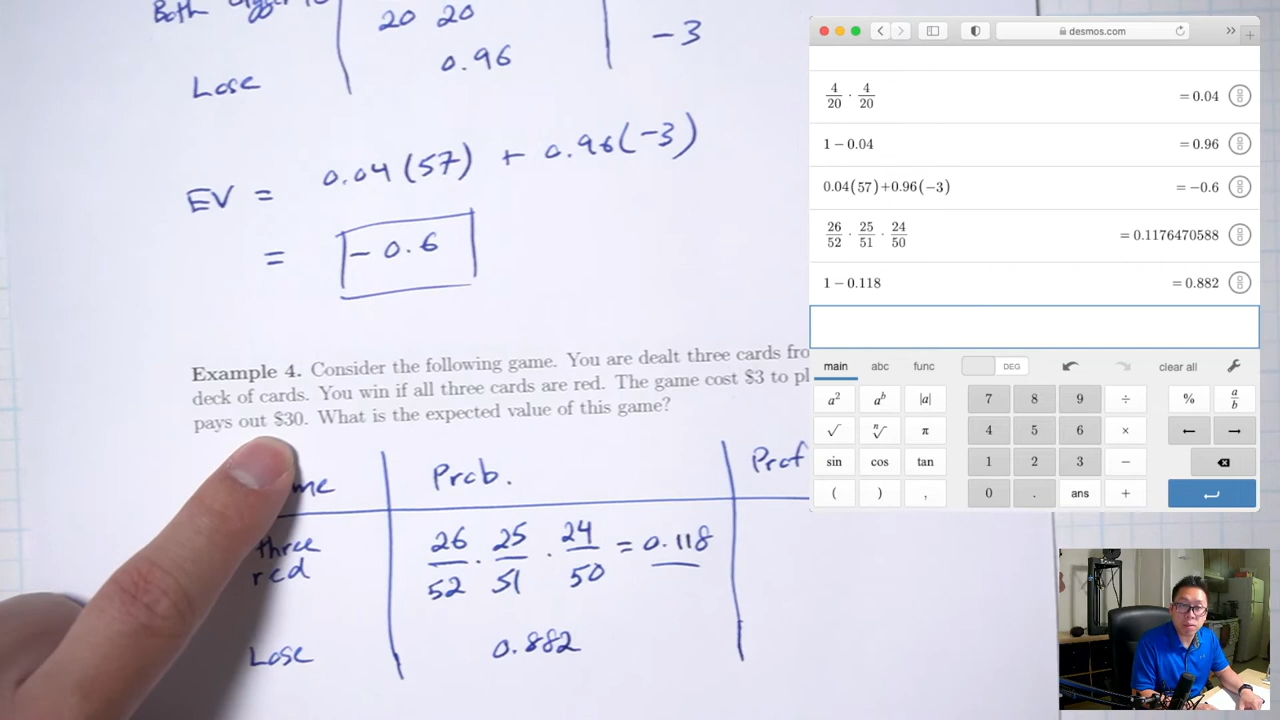 Both bigger
20 20
-3
0.96
Lose
EV = 0.04 (57) + 0.96(-3)
= -0.6
Example 4. Consider the following game. You are dealt three cards fro
deck of cards. You win if all three cards are red. The game cost $3 to pl
pays out $30. What is the expected value of this game?
me Prob. Prof
three
red
26/52 · 25/51 · 24/50 = 0.118
Lose 0.882
desmos.com
4/20 · 4/20 = 0.04
1 − 0.04 = 0.96
0.04(57)+0.96(−3) = −0.6
26/52 · 25/51 · 24/50 = 0.1176470588
1 − 0.118 = 0.882
main abc func DEG clear all
a² aᵇ |a| 7 8 9 ÷ % a/b
√ ⁿ√ π 4 5 6 × ← →
sin cos tan 1 2 3 −
( ) , 0 . ans +